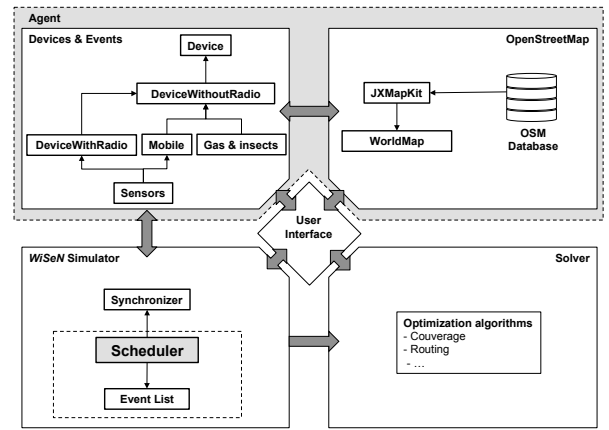 Agent
Devices & Events
Device
DeviceWithoutRadio
DeviceWithRadio
Mobile
Gas & insects
Sensors
OpenStreetMap
JXMapKit
WorldMap
OSM
Database
User
Interface
WiSeN Simulator
Synchronizer
Scheduler
Event List
Solver
Optimization algorithms
- Couverage
- Routing
- ...